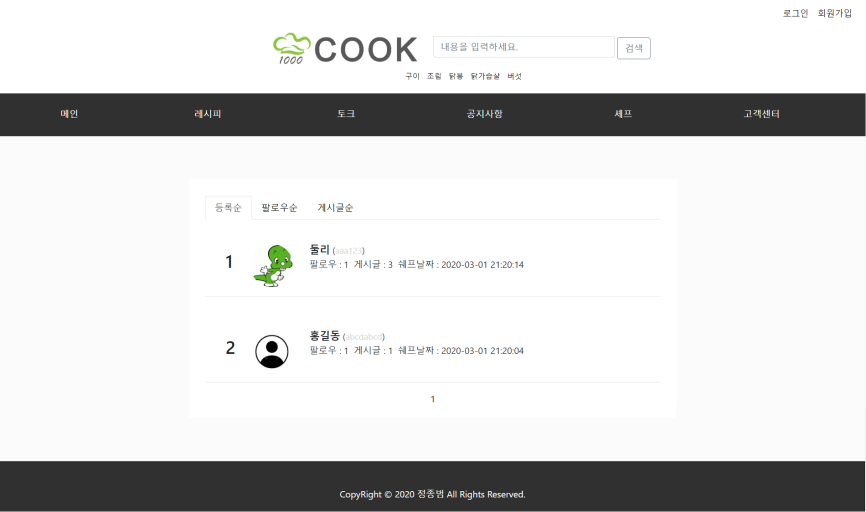 로그인 회원가입
1000 COOK 내용을 입력하세요. 검색
구이 조림 닭봉 닭가슴살 버섯
메인 레시피 토크 공지사항 셰프 고객센터
등록순 팔로우순 게시글순
1 둘리 (aaa123)
팔로우 : 1 게시글 : 3 쉐프날짜 : 2020-03-01 21:20:14
2 홍길동 (abcdabcd)
팔로우 : 1 게시글 : 1 쉐프날짜 : 2020-03-01 21:20:04
1
CopyRight © 2020 정종범 All Rights Reserved.